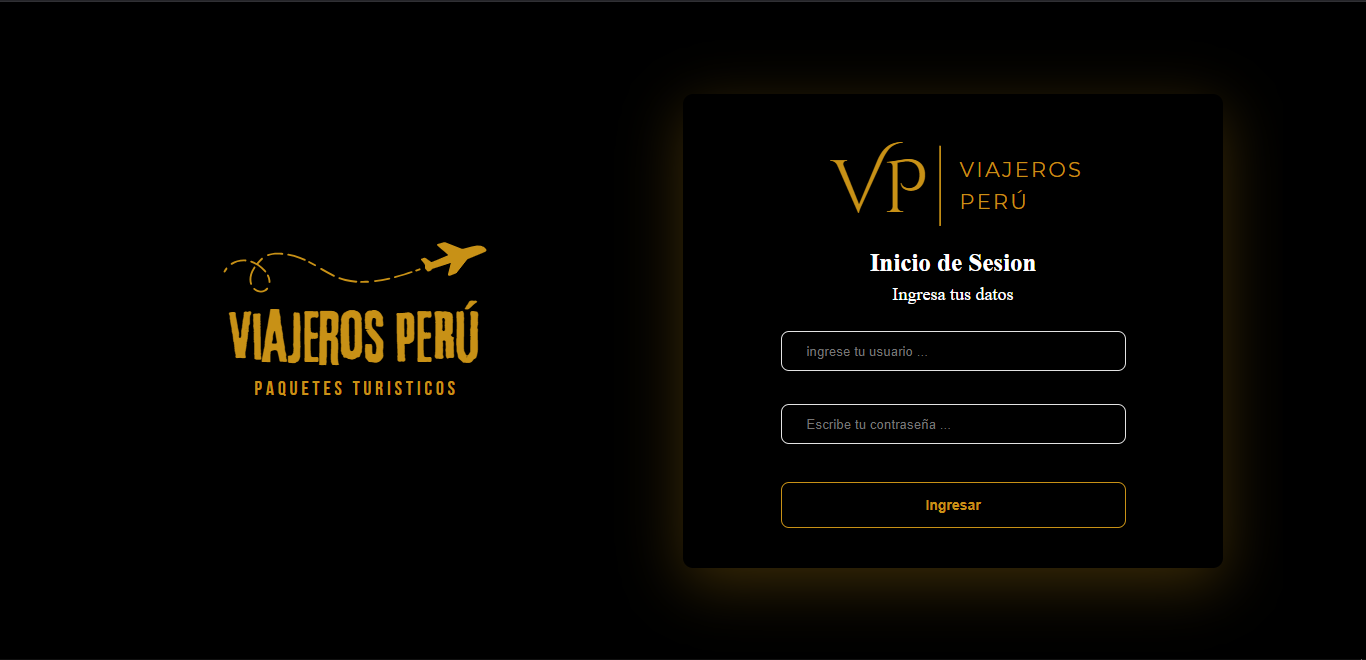 VIAJEROS PERÚ
PAQUETES TURISTICOS
VP
VIAJEROS
PERÚ
Inicio de Sesion
Ingresa tus datos
ingrese tu usuario ...
Escribe tu contraseña ...
Ingresar